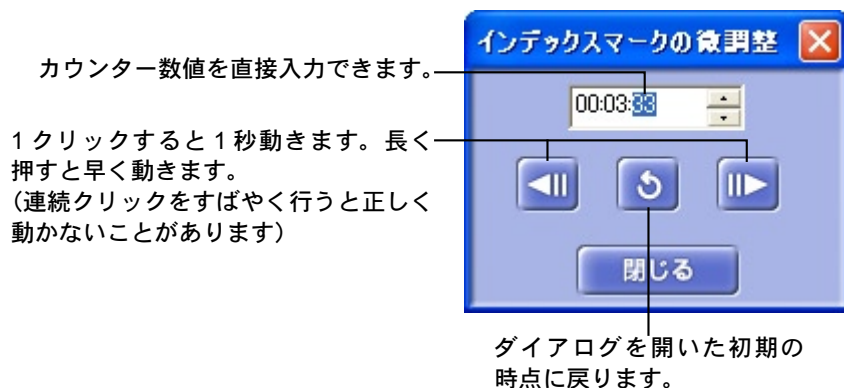 インデックスマークの微調整
カウンター数値を直接入力できます。
00:03:33
1クリックすると1秒動きます。長く
押すと早く動きます。
(連続クリックをすばやく行うと正しく
動かないことがあります)
閉じる
ダイアログを開いた初期の
時点に戻ります。